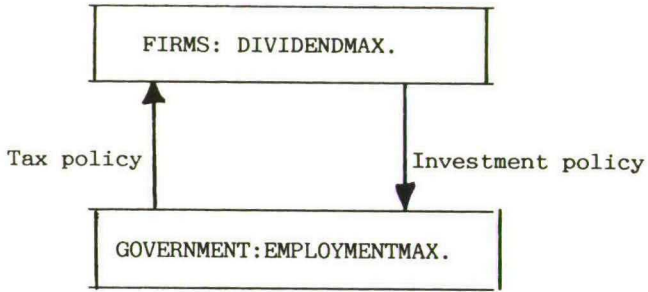 FIRMS: DIVIDENDMAX.
Tax policy
Investment policy
GOVERNMENT:EMPLOYMENTMAX.